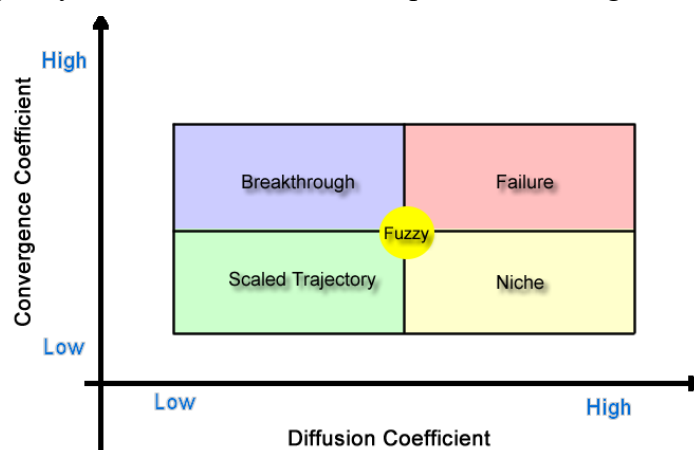 High
Convergence Coefficient
Breakthrough
Failure
Fuzzy
Scaled Trajectory
Niche
Low
Low
High
Diffusion Coefficient